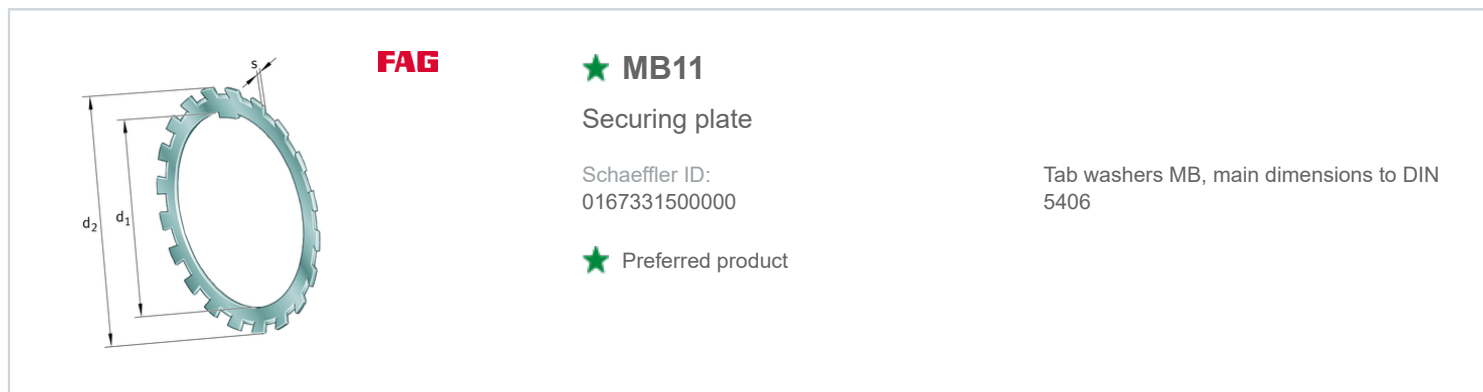 s
d2
d1
FAG
MB11
Securing plate
Schaeffler ID:
0167331500000
Tab washers MB, main dimensions to DIN
5406
Preferred product